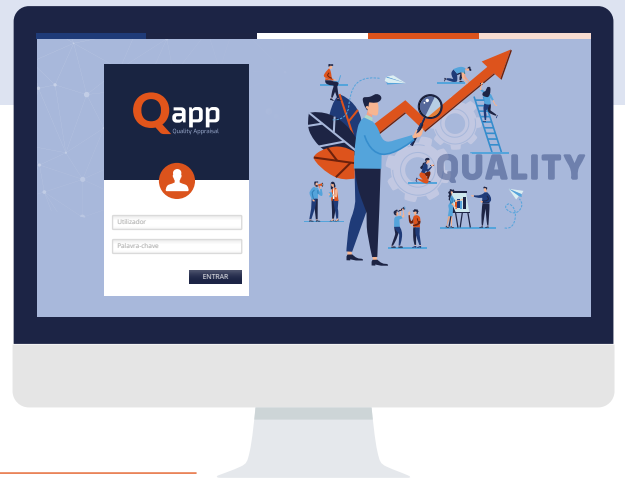 Qapp
Quality Appraisal
Utilizador
Palavra-chave
ENTRAR
QUALITY